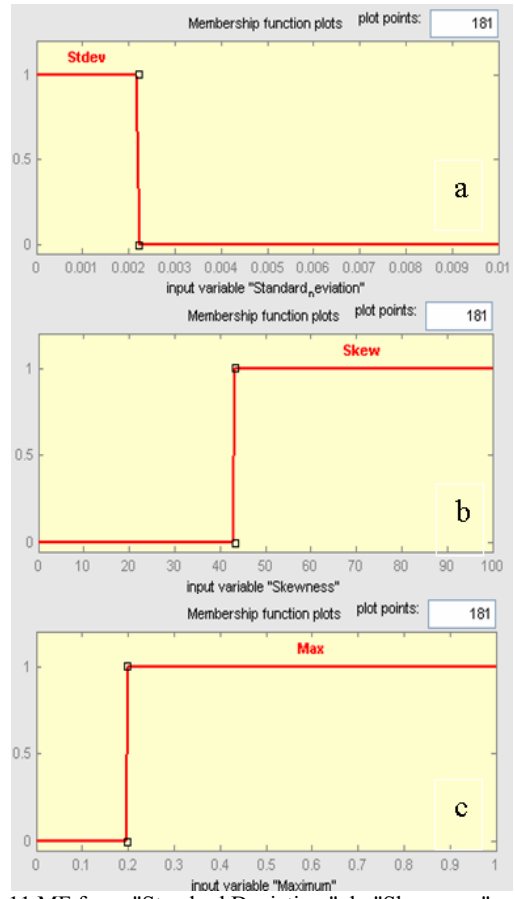 Membership function plots plot points: 181
Stdev
1
0.5
a
0
0 0.001 0.002 0.003 0.004 0.005 0.006 0.007 0.008 0.009 0.01
input variable "Standard_neviation"
Membership function plots plot points: 181
Skew
1
0.5
b
0
0 10 20 30 40 50 60 70 80 90 100
input variable "Skewness"
Membership function plots plot points: 181
Max
1
0.5
c
0
0 0.1 0.2 0.3 0.4 0.5 0.6 0.7 0.8 0.9 1
input variable "Maximum"